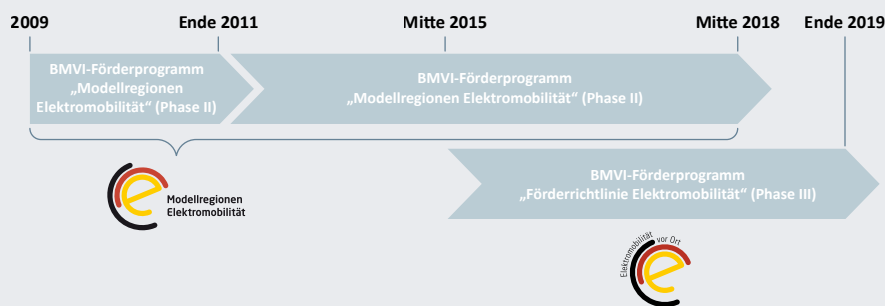 2009
Ende 2011
Mitte 2015
Mitte 2018
Ende 2019
BMVI-Förderprogramm
„Modellregionen
Elektromobilität“ (Phase II)
BMVI-Förderprogramm
„Modellregionen Elektromobilität“ (Phase II)
Modellregionen
Elektromobilität
BMVI-Förderprogramm
„Förderrichtlinie Elektromobilität“ (Phase III)
Elektromobilität vor Ort